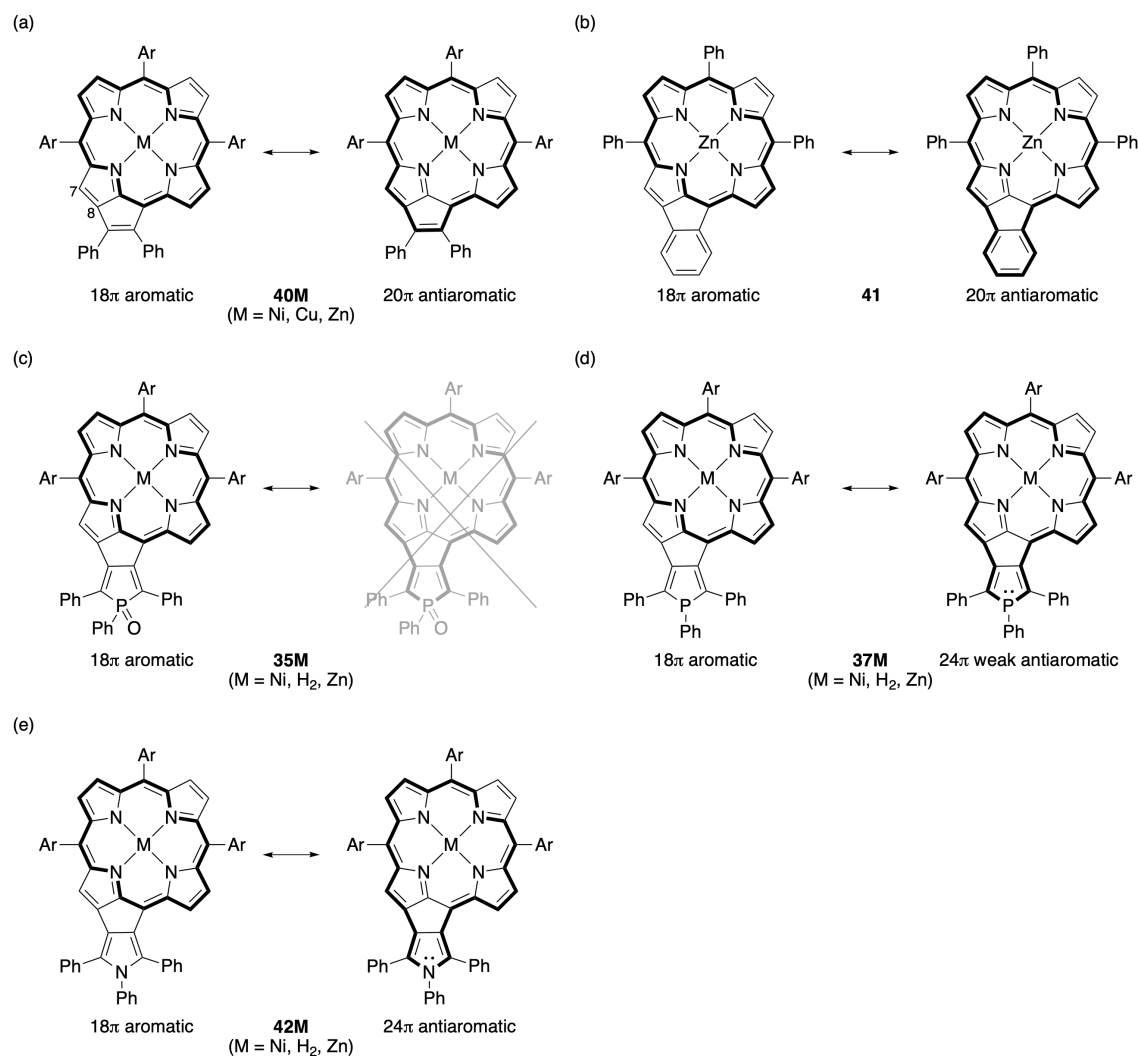 (a)
Ar
Ar
N
N
M
Ar
Ar
N
N
7
8
Ph
Ph
Ar
N
N
M
Ar
Ar
N
N
Ph
Ph
18π aromatic
40M
20π antiaromatic
(M = Ni, Cu, Zn)
(b)
Ph
N
N
Ph
Zn
Ph
N
N
Ph
N
N
Ph
Zn
Ph
N
N
18π aromatic
41
20π antiaromatic
(c)
Ar
N
N
Ar
M
Ar
N
N
Ph
Ph
P
Ph
O
Ar
N
N
Ar
M
Ar
N
N
Ph
Ph
P
Ph
O
18π aromatic
35M
(M = Ni, H2, Zn)
(d)
Ar
N
N
Ar
M
Ar
N
N
Ph
Ph
P
Ph
Ar
N
N
Ar
M
Ar
N
N
Ph
Ph
P
Ph
18π aromatic
37M
24π weak antiaromatic
(M = Ni, H2, Zn)
(e)
Ar
N
N
Ar
M
Ar
N
N
Ph
Ph
N
Ph
Ar
N
N
Ar
M
Ar
N
N
Ph
Ph
N
Ph
18π aromatic
42M
24π antiaromatic
(M = Ni, H2, Zn)